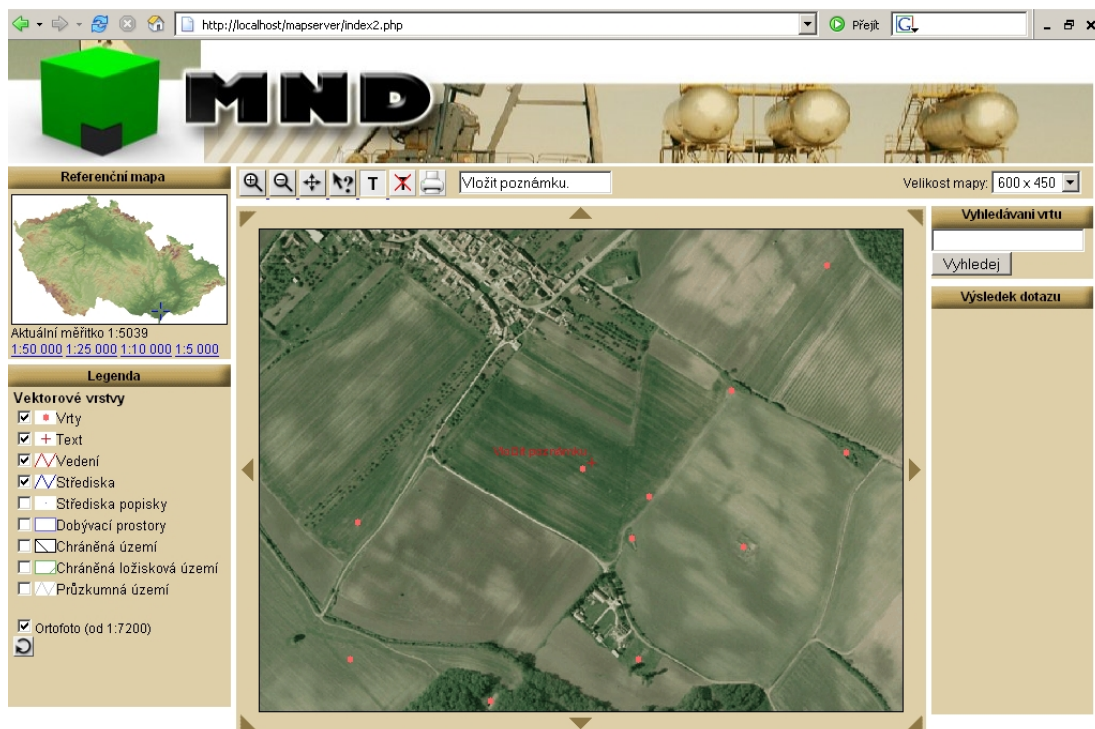 http://localhost/mapserver/index2.php
Přejít
G
MND
Referenční mapa
Aktuální měřítko 1:5039
1:50 000 1:25 000 1:10 000 1:5 000
Legenda
Vektorové vrstvy
Vrty
Text
Vedení
Střediska
Střediska popisky
Dobývací prostory
Chráněná území
Chráněná ložisková území
Průzkumná území
Ortofoto (od 1:7200)
T
T
Vložit poznámku.
Velikost mapy: 600 x 450
Vložit poznámku.
Vyhledávani vrtu
Vyhledej
Výsledek dotazu